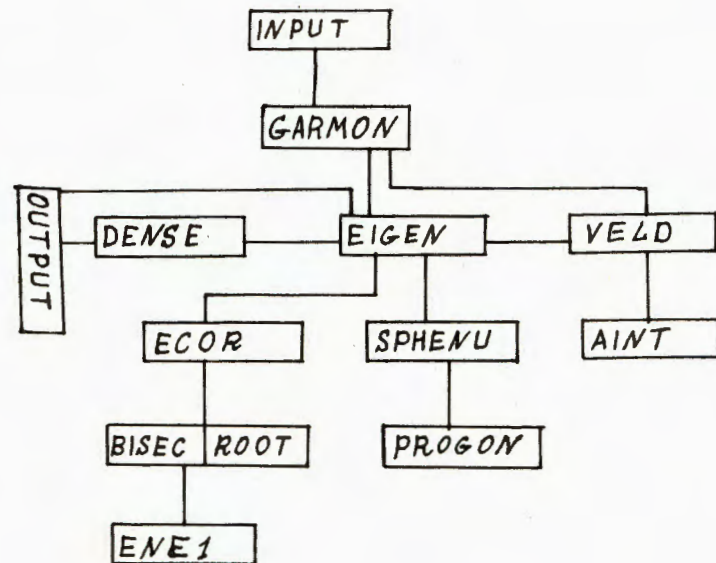 INPUT
GARMON
OUTPUT
DENSE
EIGEN
VELD
ECOR
SPHENU
AINT
BISEC ROOT
PROGON
ENE1